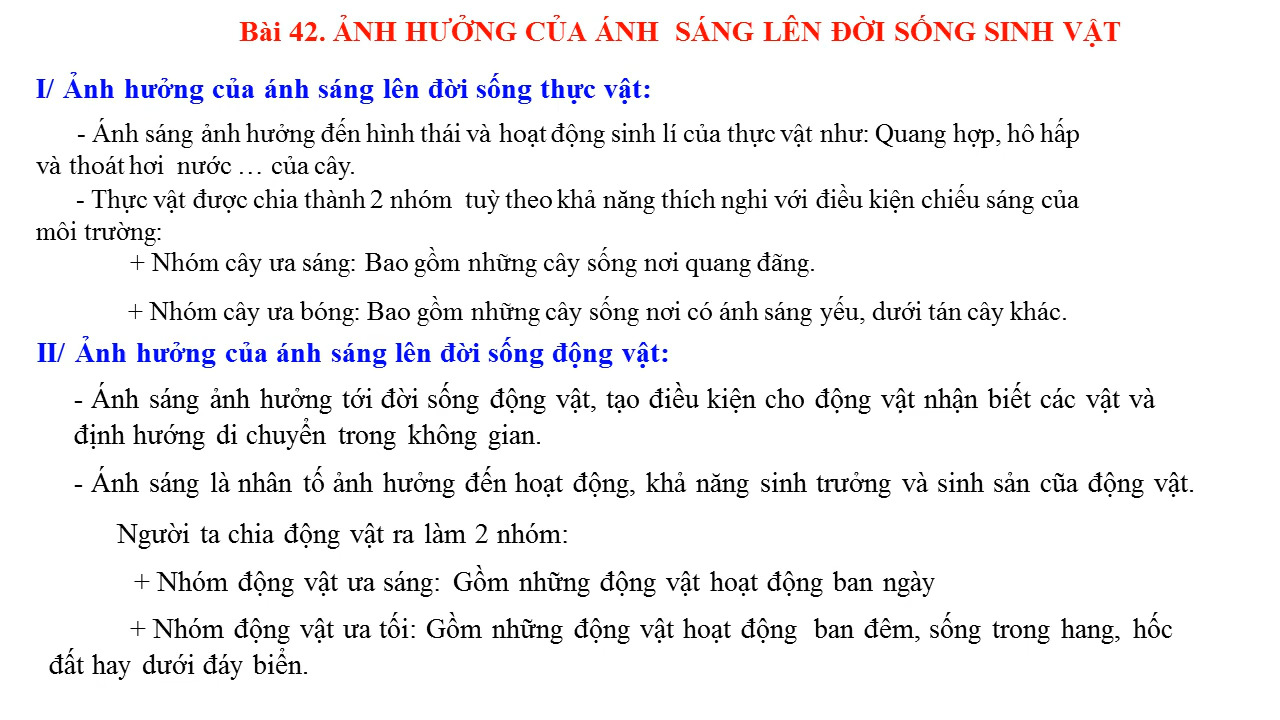 Bài 42. ẢNH HƯỞNG CỦA ÁNH SÁNG LÊN ĐỜI SỐNG SINH VẬT
I/ Ảnh hưởng của ánh sáng lên đời sống thực vật:
- Ánh sáng ảnh hưởng đến hình thái và hoạt động sinh lí của thực vật như: Quang hợp, hô hấp
và thoát hơi nước … của cây.
- Thực vật được chia thành 2 nhóm tuỳ theo khả năng thích nghi với điều kiện chiếu sáng của
môi trường:
+ Nhóm cây ưa sáng: Bao gồm những cây sống nơi quang đãng.
+ Nhóm cây ưa bóng: Bao gồm những cây sống nơi có ánh sáng yếu, dưới tán cây khác.
II/ Ảnh hưởng của ánh sáng lên đời sống động vật:
- Ánh sáng ảnh hưởng tới đời sống động vật, tạo điều kiện cho động vật nhận biết các vật và
định hướng di chuyển trong không gian.
- Ánh sáng là nhân tố ảnh hưởng đến hoạt động, khả năng sinh trưởng và sinh sản cũa động vật.
Người ta chia động vật ra làm 2 nhóm:
+ Nhóm động vật ưa sáng: Gồm những động vật hoạt động ban ngày
+ Nhóm động vật ưa tối: Gồm những động vật hoạt động ban đêm, sống trong hang, hốc
đất hay dưới đáy biển.